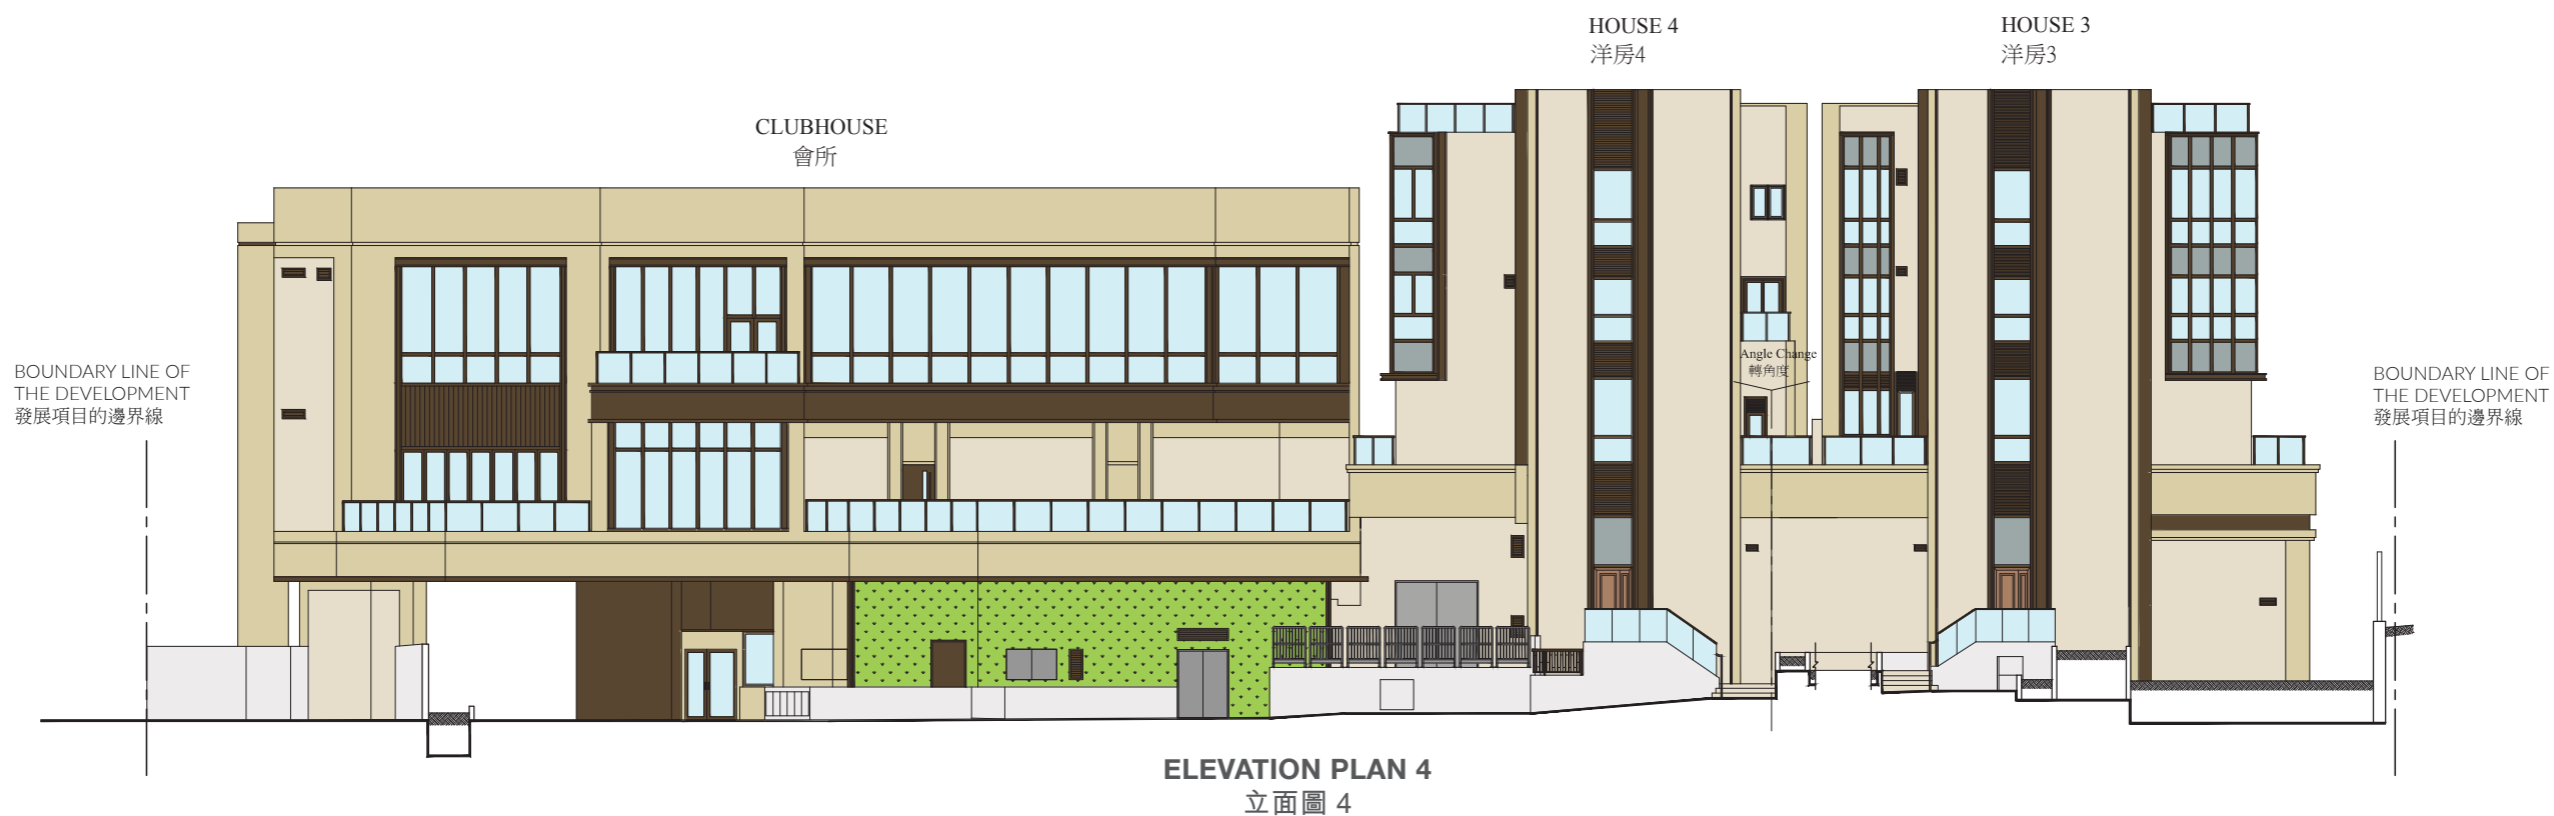 HOUSE 4
洋房4
HOUSE 3
洋房3
CLUBHOUSE
會所
BOUNDARY LINE OF
THE DEVELOPMENT
發展項目的邊界線
Angle Change
轉角度
BOUNDARY LINE OF
THE DEVELOPMENT
發展項目的邊界線
ELEVATION PLAN 4
立面圖 4